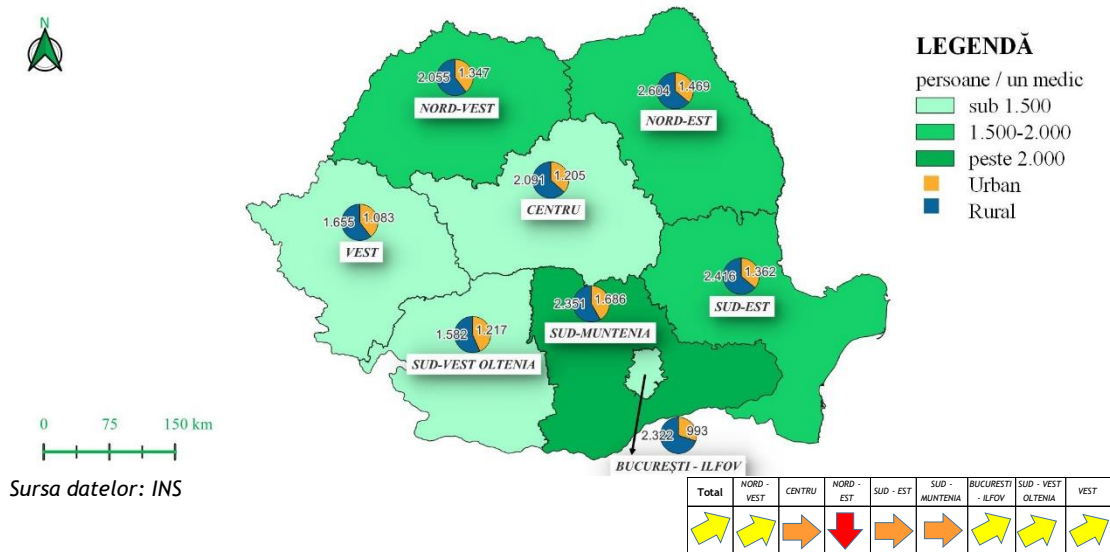 N
LEGENDĂ
persoane / un medic
sub 1.500
1.500-2.000
peste 2.000
Urban
Rural
2.055 1.347
NORD-VEST
2.604 1.469
NORD-EST
2.091 1.205
CENTRU
1.655 1.083
VEST
2.416 1.362
SUD-EST
2.351 1.686
SUD-MUNTENIA
1.582 1.217
SUD-VEST OLTENIA
2.322 993
BUCUREȘTI - ILFOV
0 75 150 km
Sursa datelor: INS
Total NORD - VEST CENTRU NORD - EST SUD - EST SUD - MUNTENIA BUCURESTI - ILFOV SUD - VEST OLTENIA VEST